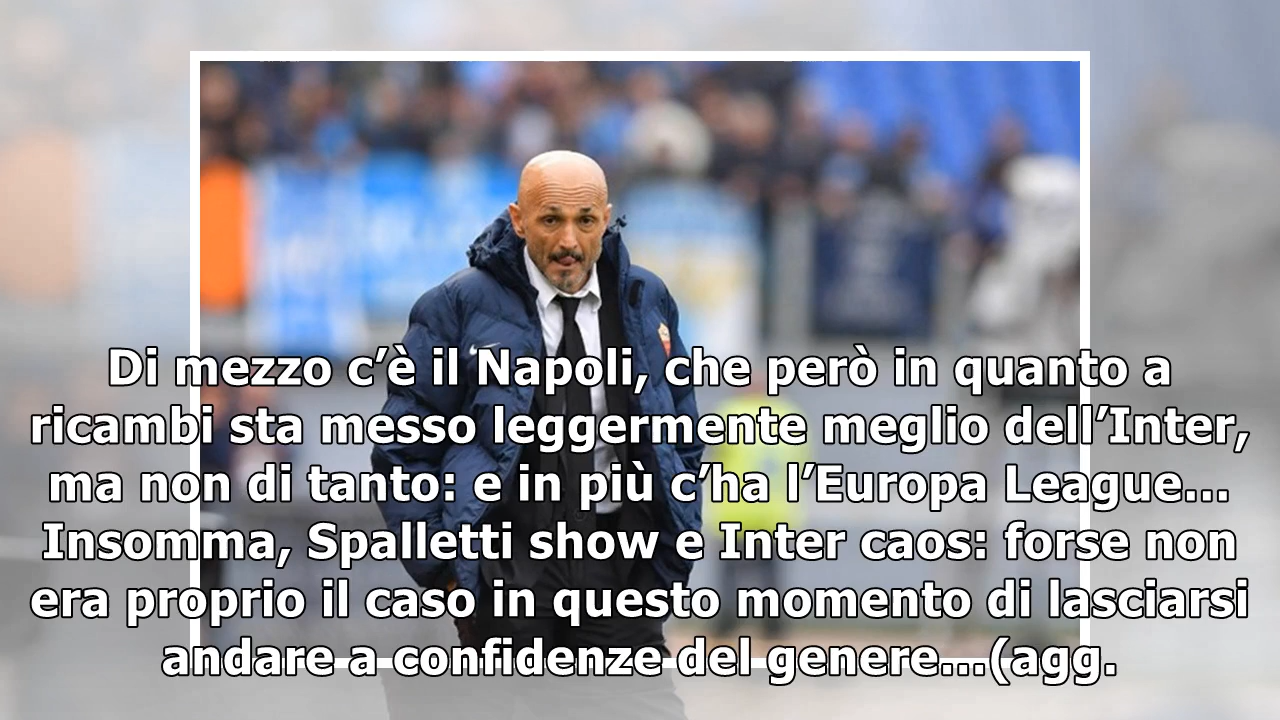 Di mezzo c’è il Napoli, che però in quanto a
ricambi sta messo leggermente meglio dell’Inter,
ma non di tanto: e in più c’ha l’Europa League...
Insomma, Spalletti show e Inter caos: forse non
era proprio il caso in questo momento di lasciarsi
andare a confidenze del genere...(agg.